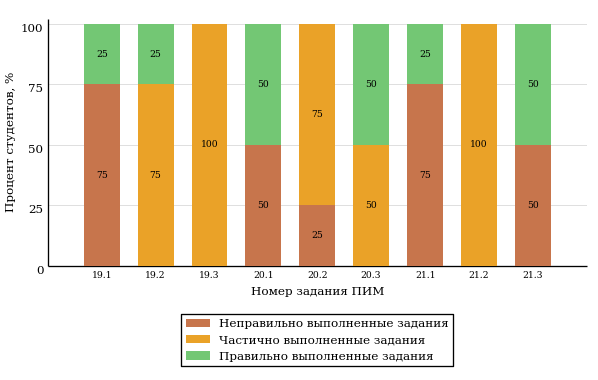 Процент студентов, %
100
75
50
25
0
25 25 50 50 25 50
75 75 100 50 75 50 75 100 50
25
19.1 19.2 19.3 20.1 20.2 20.3 21.1 21.2 21.3
Номер задания ПИМ
Неправильно выполненные задания
Частично выполненные задания
Правильно выполненные задания